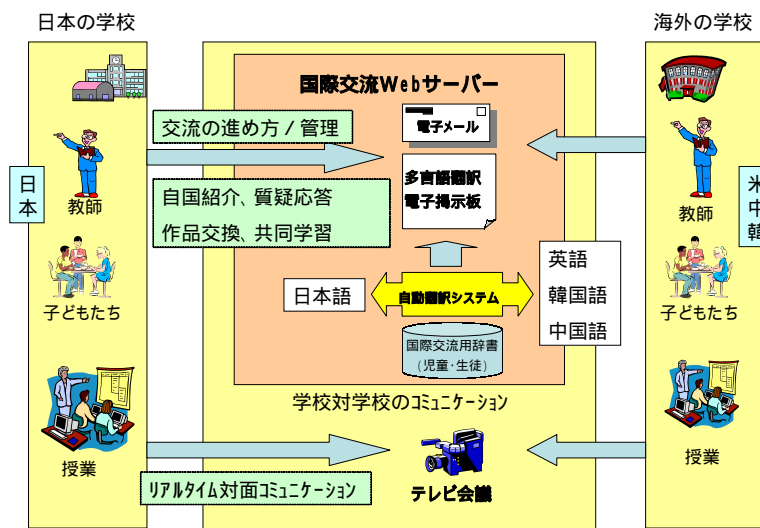 日本の学校
海外の学校
国際交流Webサーバー
電子メール
交流の進め方 / 管理
多言語翻訳
電子掲示板
日本
教師
自国紹介、質疑応答
作品交換、共同学習
教師
米
中
韓
子どもたち
日本語
自動翻訳システム
英語
韓国語
中国語
子どもたち
国際交流用辞書
(児童・生徒)
学校対学校のコミュニケーション
授業
リアルタイム対面コミュニケーション
テレビ会議
授業